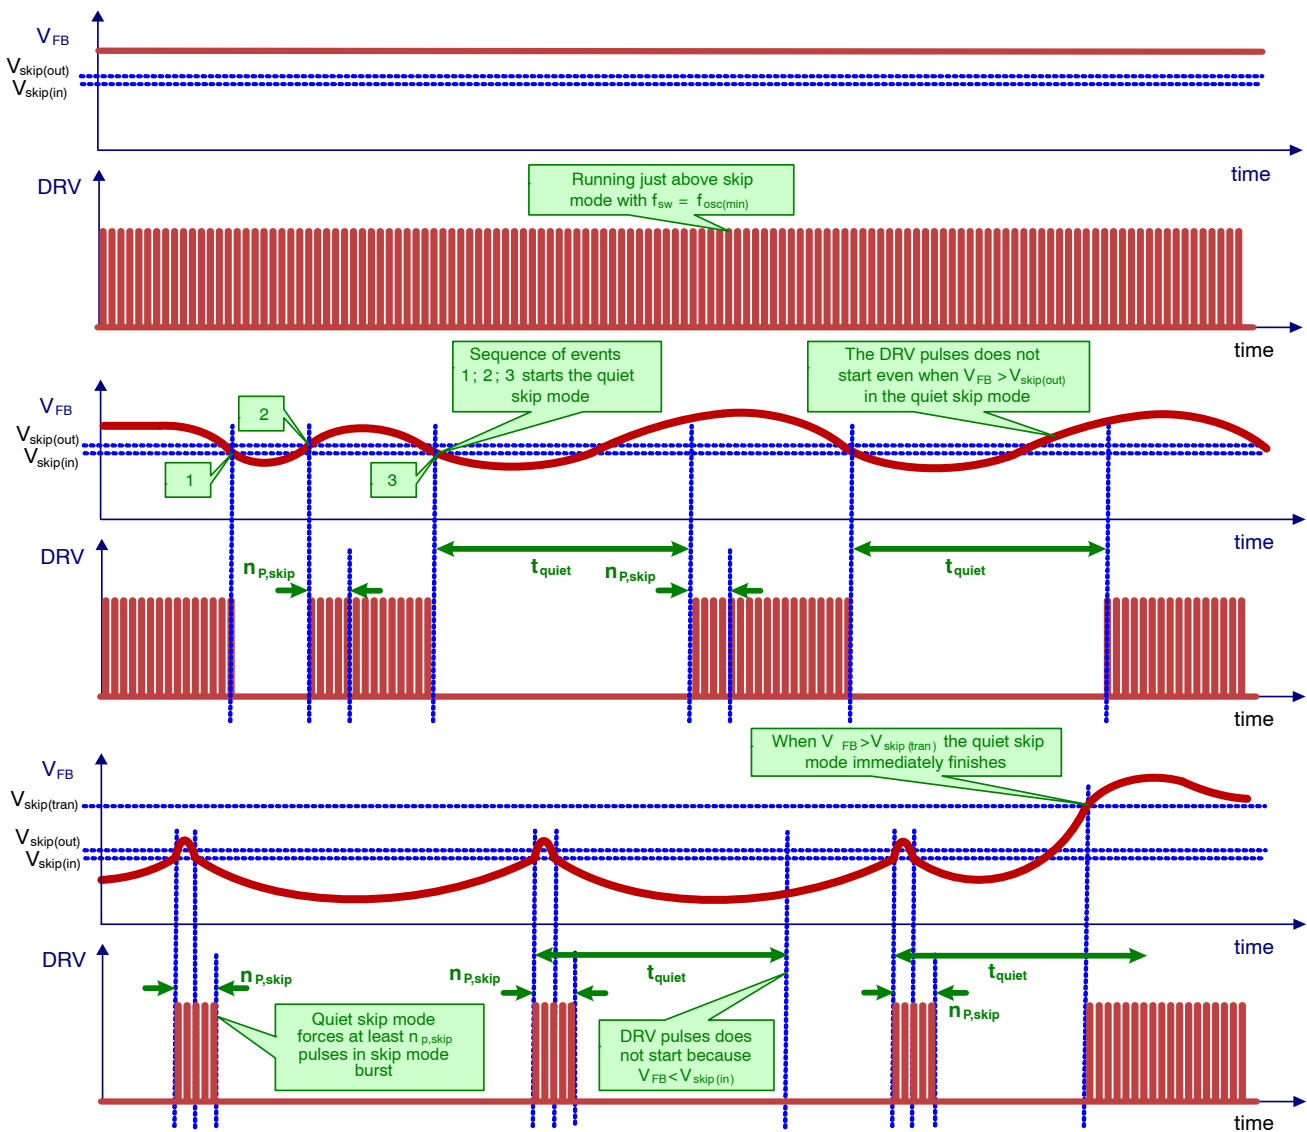 V FB
Vskip(out)
Vskip(in)
time
DRV
Running just above skip
mode with fsw = fosc(min)
time
Sequence of events
1 ; 2 ; 3 starts the quiet
skip mode
The DRV pulses does not
start even when VFB >Vskip(out)
in the quiet skip mode
VFB
2
Vskip(out)
Vskip(in)
1
3
time
DRV
nP,skip
tquiet
nP,skip
tquiet
time
When V FB>Vskip (tran) the quiet skip
mode immediately finishes
VFB
Vskip(tran)
Vskip(out)
Vskip(in)
time
DRV
nP,skip
nP,skip
tquiet
tquiet
nP,skip
Quiet skip mode
forces at least n p,skip
pulses in skip mode
burst
DRV pulses does
not start because
VFB<Vskip (in)
time